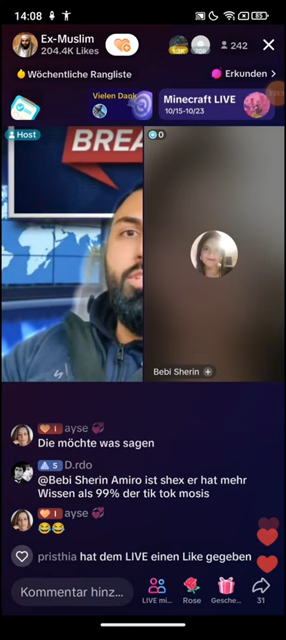 14:08
85
Ex-Muslim
204.4K Likes
242
Wöchentliche Rangliste
Erkunden
Vielen Dank
Minecraft LIVE
10/15-10/23
Host
BREA
0
Bebi Sherin
1 ayse
Die möchte was sagen
5 D.rdo
@Bebi Sherin Amiro ist shex er hat mehr
Wissen als 99% der tik tok mosis
1 ayse
pristhia hat dem LIVE einen Like gegeben
Kommentar hinz...
LIVE mi...
Rose
Gesche...
31